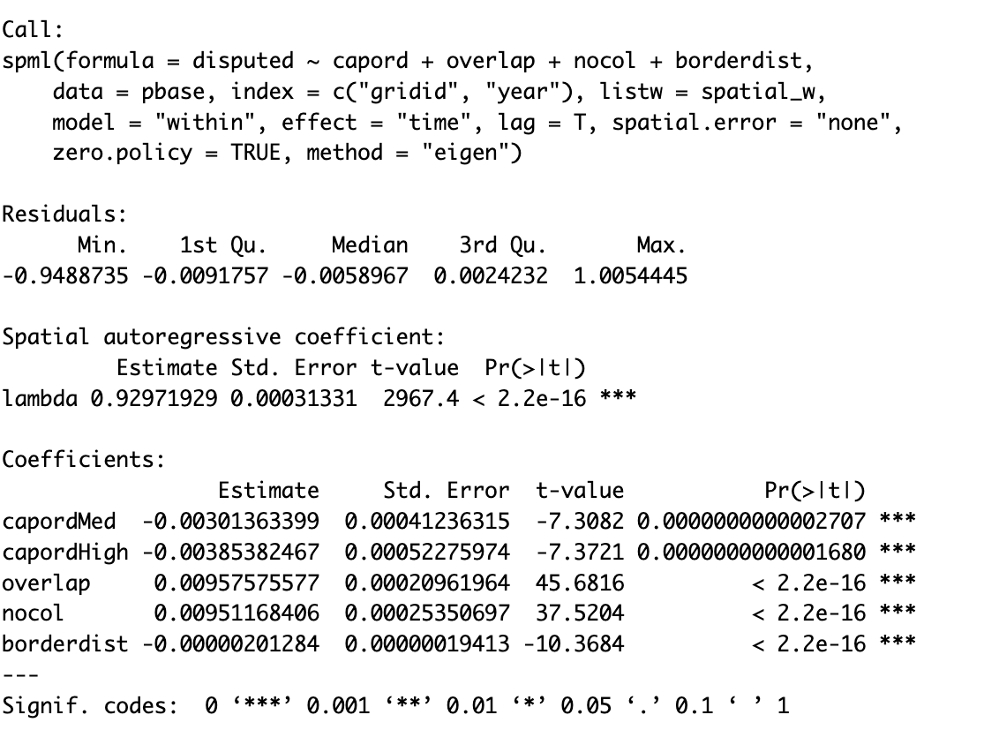 Call:
spml(formula = disputed ~ capord + overlap + nocol + borderdist,
    data = pbase, index = c("gridid", "year"), listw = spatial_w,
    model = "within", effect = "time", lag = T, spatial.error = "none",
    zero.policy = TRUE, method = "eigen")

Residuals:
      Min.    1st Qu.     Median    3rd Qu.       Max.
-0.9488735 -0.0091757 -0.0058967  0.0024232  1.0054445

Spatial autoregressive coefficient:
         Estimate Std. Error t-value  Pr(>|t|)
lambda 0.92971929 0.00031331  2967.4 < 2.2e-16 ***

Coefficients:
                 Estimate     Std. Error  t-value           Pr(>|t|)
capordMed  -0.00301363399  0.00041236315  -7.3082 0.0000000000002707 ***
capordHigh -0.00385382467  0.00052275974  -7.3721 0.0000000000001680 ***
overlap     0.00957575577  0.00020961964  45.6816          < 2.2e-16 ***
nocol       0.00951168406  0.00025350697  37.5204          < 2.2e-16 ***
borderdist -0.00000201284  0.00000019413 -10.3684          < 2.2e-16 ***
---
Signif. codes:  0 ‘***’ 0.001 ‘**’ 0.01 ‘*’ 0.05 ‘.’ 0.1 ‘ ’ 1